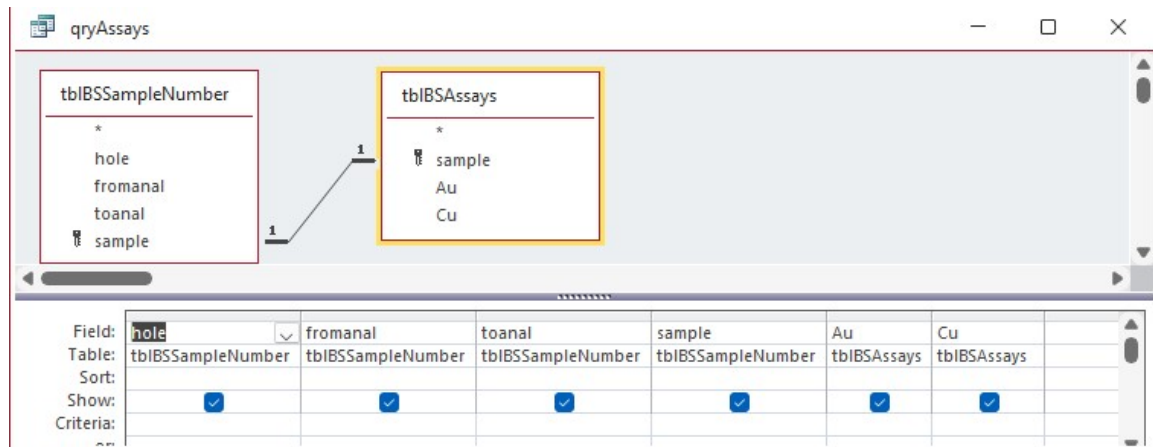 qryAssays
tblBSSampleNumber
*
hole
fromanal
toanal
sample
1
1
tblBSAssays
*
sample
Au
Cu
Field: hole fromanal toanal sample Au Cu
Table: tblBSSampleNumber tblBSSampleNumber tblBSSampleNumber tblBSSampleNumber tblBSAssays tblBSAssays
Sort:
Show:
Criteria:
or: